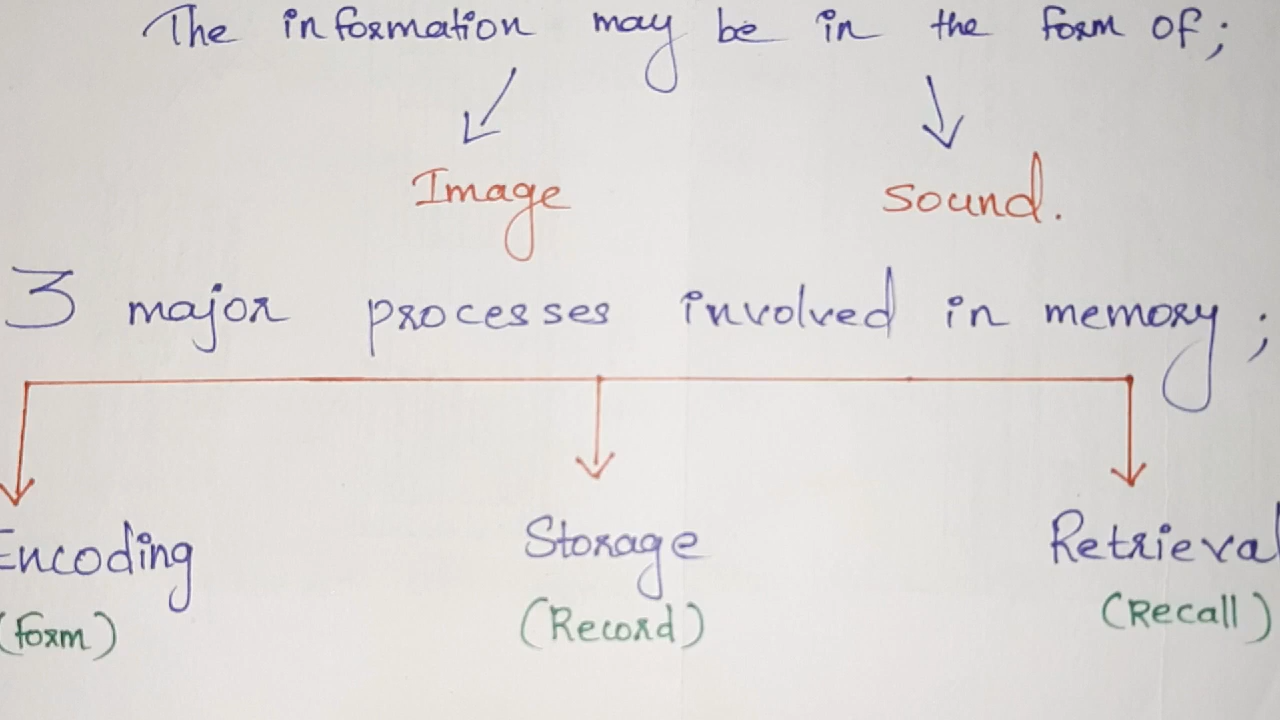 The information may be in the form of;
Image sound.
3 major processes involved in memory;
Encoding Storage Retrieval
(form) (Record) (Recall)